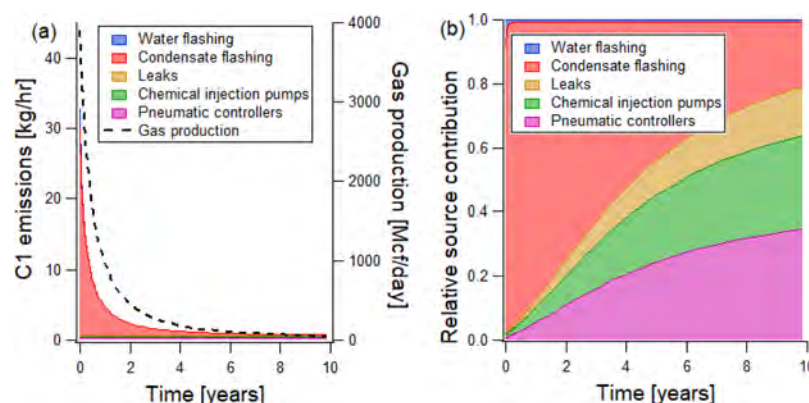 (a)
Water flashing
Condensate flashing
Leaks
Chemical injection pumps
Pneumatic controllers
Gas production
C1 emissions [kg/hr]
40
30
20
10
0
Gas production [Mcf/day]
4000
3000
2000
1000
0
0 2 4 6 8 10
Time [years]
(b)
Water flashing
Condensate flashing
Leaks
Chemical injection pumps
Pneumatic controllers
Relative source contribution
1.0
0.8
0.6
0.4
0.2
0.0
0 2 4 6 8 10
Time [years]